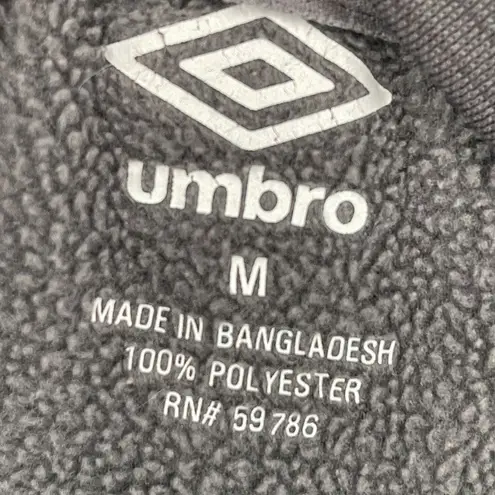 umbro
M
MADE IN BANGLADESH
100% POLYESTER
RN# 59786